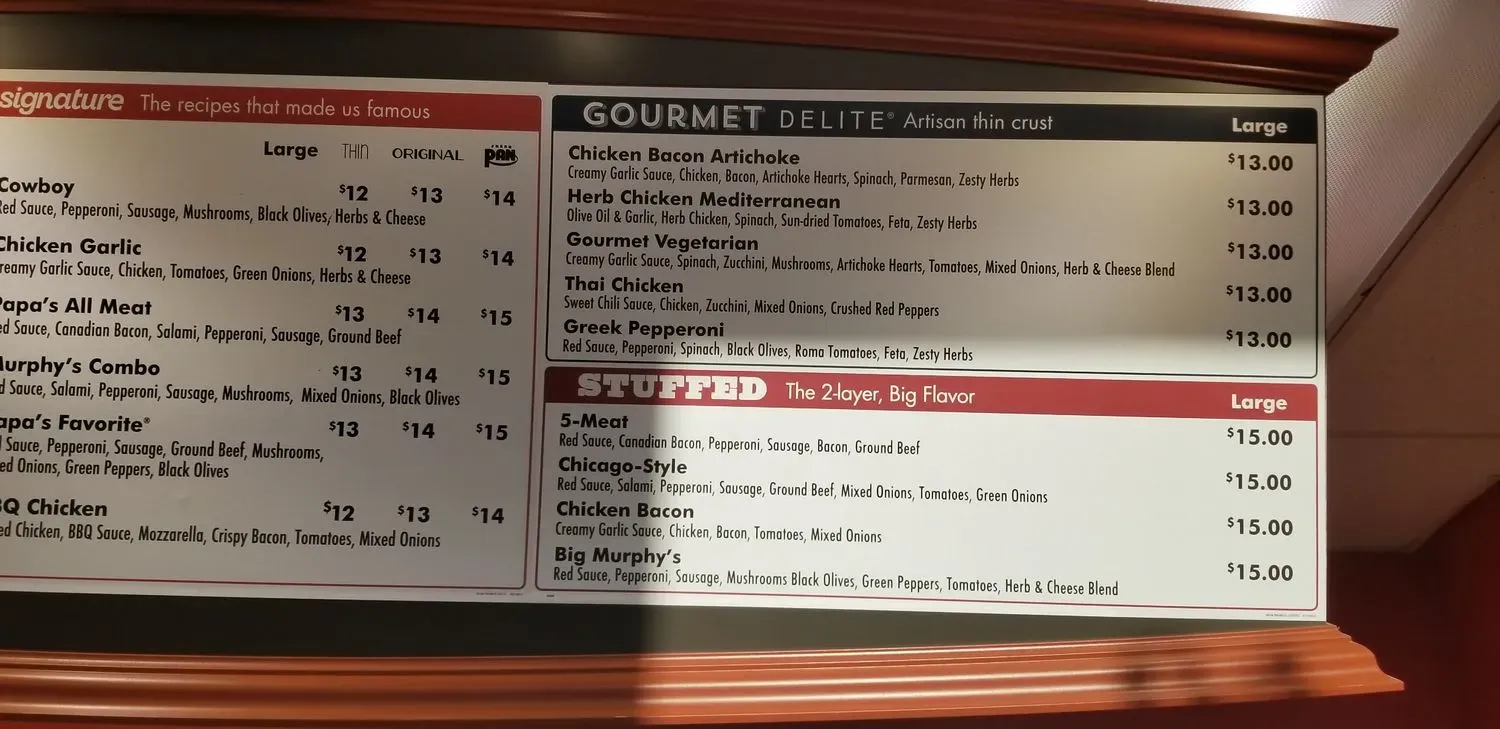 signature The recipes that made us famous
Large THIN ORIGINAL FRESH PAN
Cowboy $12 $13 $14
Red Sauce, Pepperoni, Sausage, Mushrooms, Black Olives, Herbs & Cheese
Chicken Garlic $12 $13 $14
reamy Garlic Sauce, Chicken, Tomatoes, Green Onions, Herbs & Cheese
Papa's All Meat $13 $14 $15
ed Sauce, Canadian Bacon, Salami, Pepperoni, Sausage, Ground Beef
Murphy's Combo $13 $14 $15
d Sauce, Salami, Pepperoni, Sausage, Mushrooms, Mixed Onions, Black Olives
apa's Favorite® $13 $14 $15
Sauce, Pepperoni, Sausage, Ground Beef, Mushrooms,
ed Onions, Green Peppers, Black Olives
BQ Chicken $12 $13 $14
ed Chicken, BBQ Sauce, Mozzarella, Crispy Bacon, Tomatoes, Mixed Onions
GOURMET DELITE® Artisan thin crust Large
Chicken Bacon Artichoke $13.00
Creamy Garlic Sauce, Chicken, Bacon, Artichoke Hearts, Spinach, Parmesan, Zesty Herbs
Herb Chicken Mediterranean $13.00
Olive Oil & Garlic, Herb Chicken, Spinach, Sun-dried Tomatoes, Feta, Zesty Herbs
Gourmet Vegetarian $13.00
Creamy Garlic Sauce, Spinach, Zucchini, Mushrooms, Artichoke Hearts, Tomatoes, Mixed Onions, Herb & Cheese Blend
Thai Chicken $13.00
Sweet Chili Sauce, Chicken, Zucchini, Mixed Onions, Crushed Red Peppers
Greek Pepperoni $13.00
Red Sauce, Pepperoni, Spinach, Black Olives, Roma Tomatoes, Feta, Zesty Herbs
STUFFED The 2-layer, Big Flavor Large
5-Meat $15.00
Red Sauce, Canadian Bacon, Pepperoni, Sausage, Bacon, Ground Beef
Chicago-Style $15.00
Red Sauce, Salami, Pepperoni, Sausage, Ground Beef, Mixed Onions, Tomatoes, Green Onions
Chicken Bacon $15.00
Creamy Garlic Sauce, Chicken, Bacon, Tomatoes, Mixed Onions
Big Murphy's $15.00
Red Sauce, Pepperoni, Sausage, Mushrooms Black Olives, Green Peppers, Tomatoes, Herb & Cheese Blend